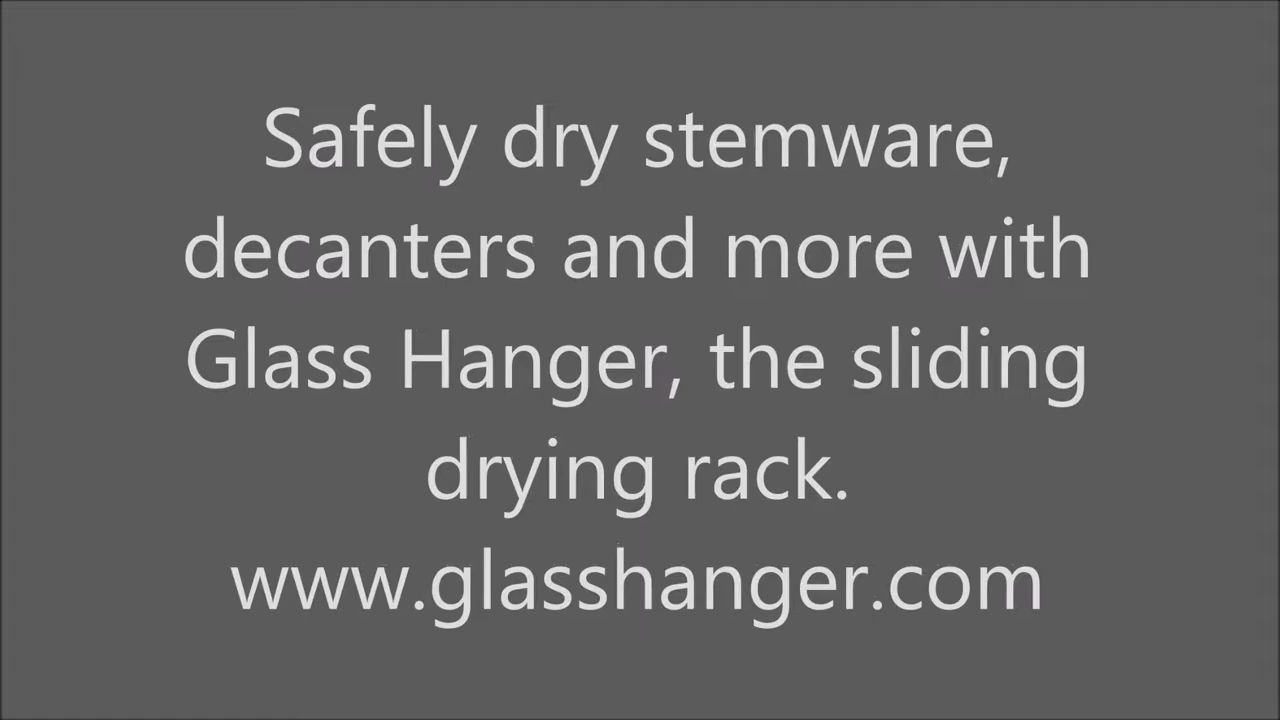 Safely dry stemware,
decanters and more with
Glass Hanger, the sliding
drying rack.
www.glasshanger.com